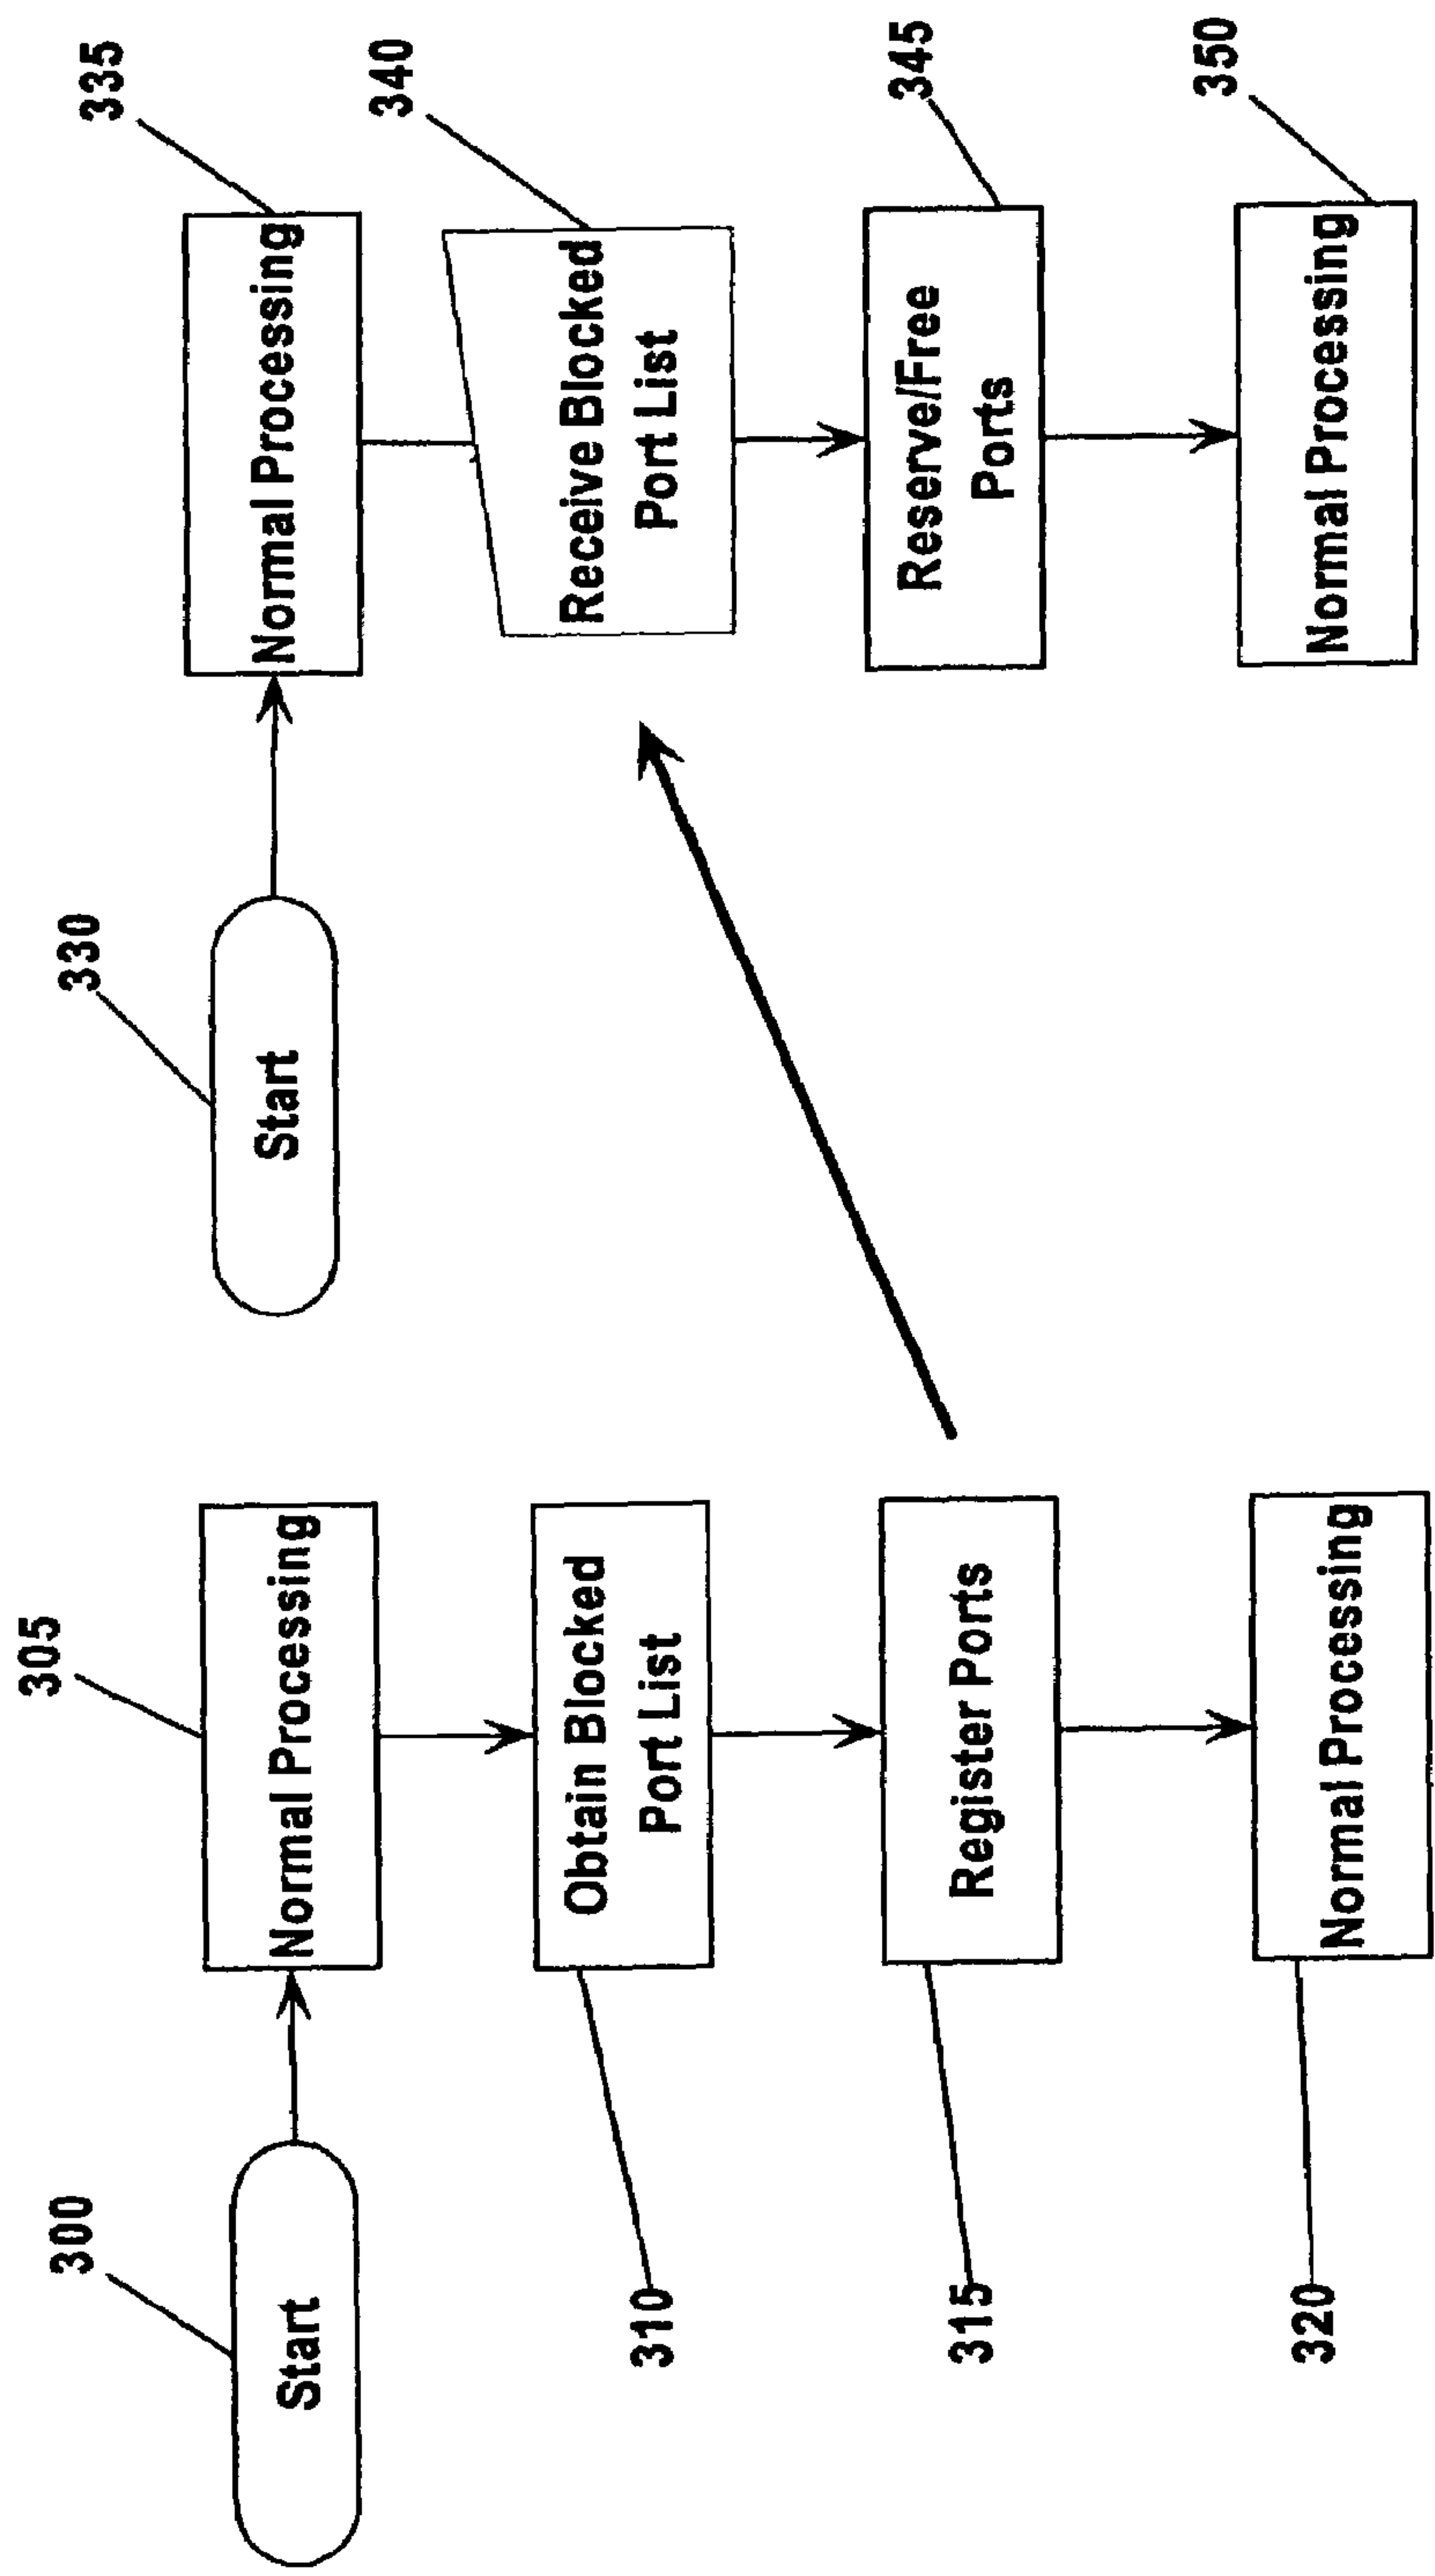 300
Start
305
Normal Processing
310
Obtain Blocked
Port List
315
Register Ports
320
Normal Processing
330
Start
335
Normal Processing
340
Receive Blocked
Port List
345
Reserve/Free
Ports
350
Normal Processing